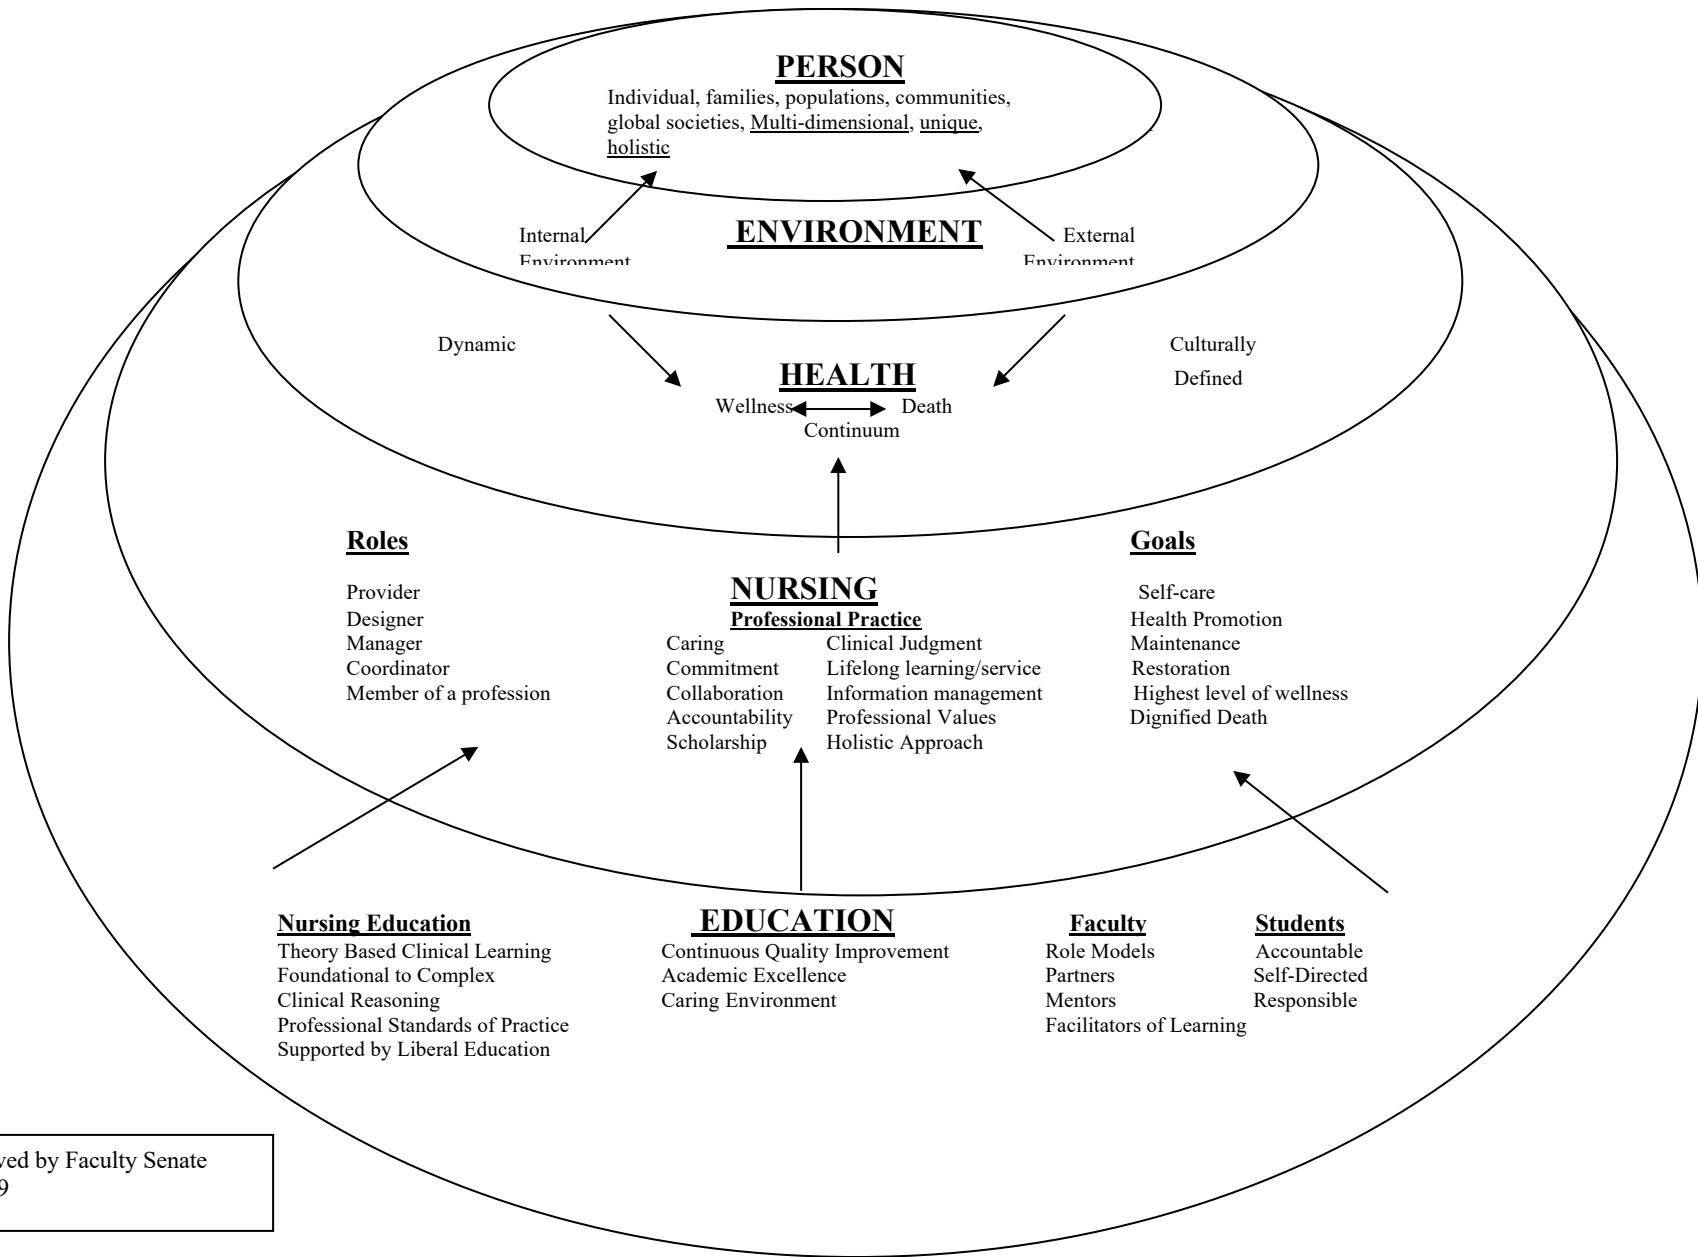 PERSON
Individual, families, populations, communities,
global societies, Multi-dimensional, unique,
holistic
Internal
Environment
ENVIRONMENT
External
Environment
Dynamic
Culturally
Defined
HEALTH
Wellness Death
Continuum
Roles
Provider
Designer
Manager
Coordinator
Member of a profession
NURSING
Professional Practice
Caring
Commitment
Collaboration
Accountability
Scholarship
Clinical Judgment
Lifelong learning/service
Information management
Professional Values
Holistic Approach
Goals
Self-care
Health Promotion
Maintenance
Restoration
Highest level of wellness
Dignified Death
Nursing Education
Theory Based Clinical Learning
Foundational to Complex
Clinical Reasoning
Professional Standards of Practice
Supported by Liberal Education
EDUCATION
Continuous Quality Improvement
Academic Excellence
Caring Environment
Faculty
Role Models
Partners
Mentors
Facilitators of Learning
Students
Accountable
Self-Directed
Responsible
by Faculty Senate